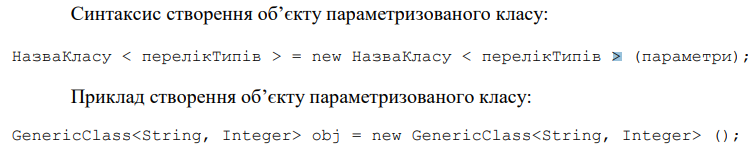 Синтаксис створення об’єкту параметризованого класу:
НазваКласу < перелікТипів > = new НазваКласу < перелікТипів > (параметри);
Приклад створення об’єкту параметризованого класу:
GenericClass<String, Integer> obj = new GenericClass<String, Integer> ();